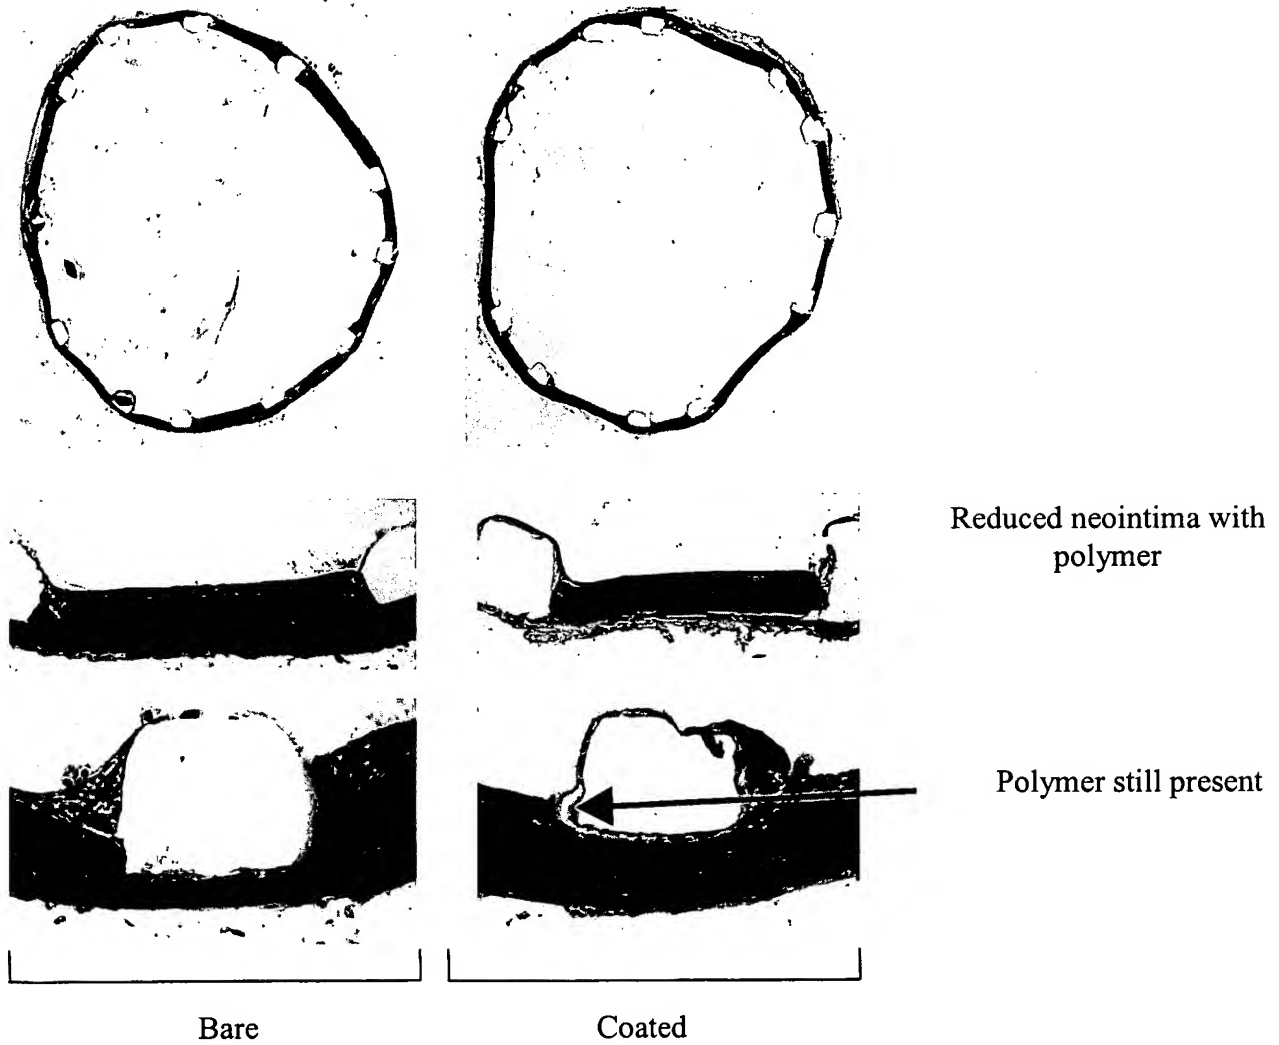 Reduced neointima with
polymer
Polymer still present
Bare
Coated